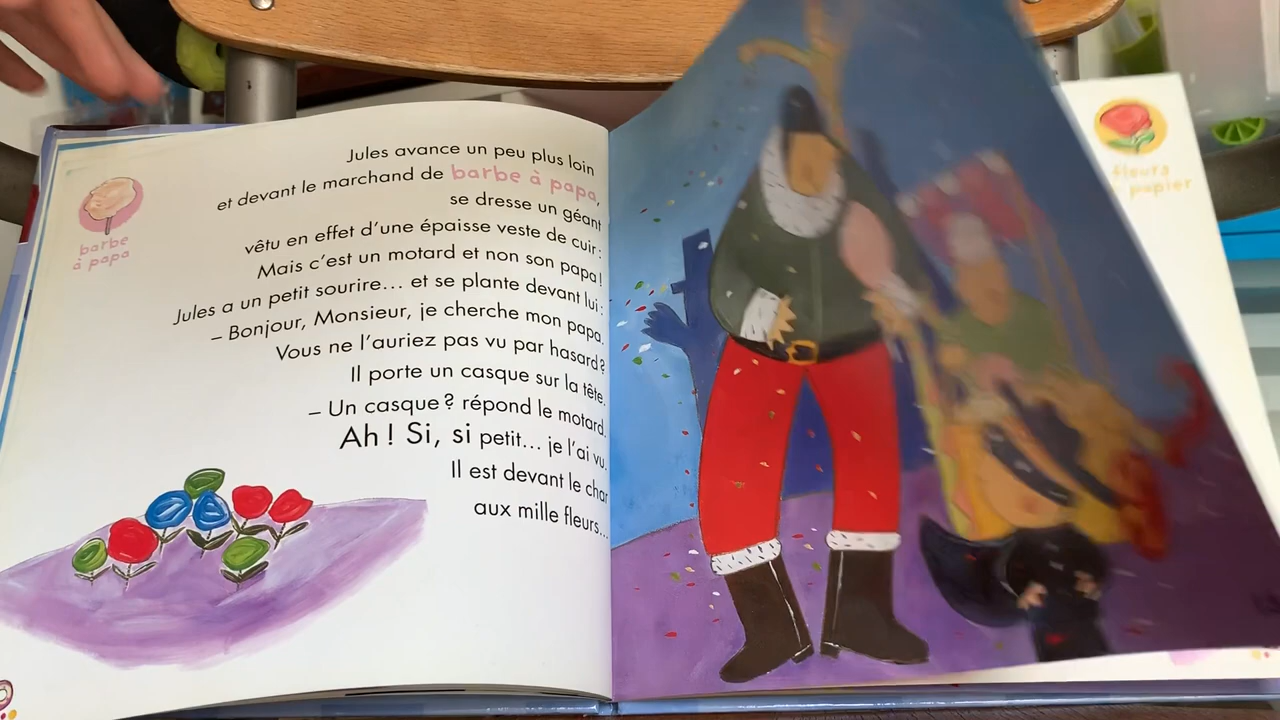 Jules avance un peu plus loin
et devant le marchand de barbe à papa,
se dresse un géant
vêtu en effet d'une épaisse veste de cuir :
Mais c'est un motard et non son papa !
Jules a un petit sourire... et se plante devant lui :
– Bonjour, Monsieur, je cherche mon papa.
Vous ne l'auriez pas vu par hasard ?
Il porte un casque sur la tête.
– Un casque ? répond le motard.
Ah ! Si, si petit... je l'ai vu.
Il est devant le char
aux mille fleurs...
barbe
à papa
fleurs
papier